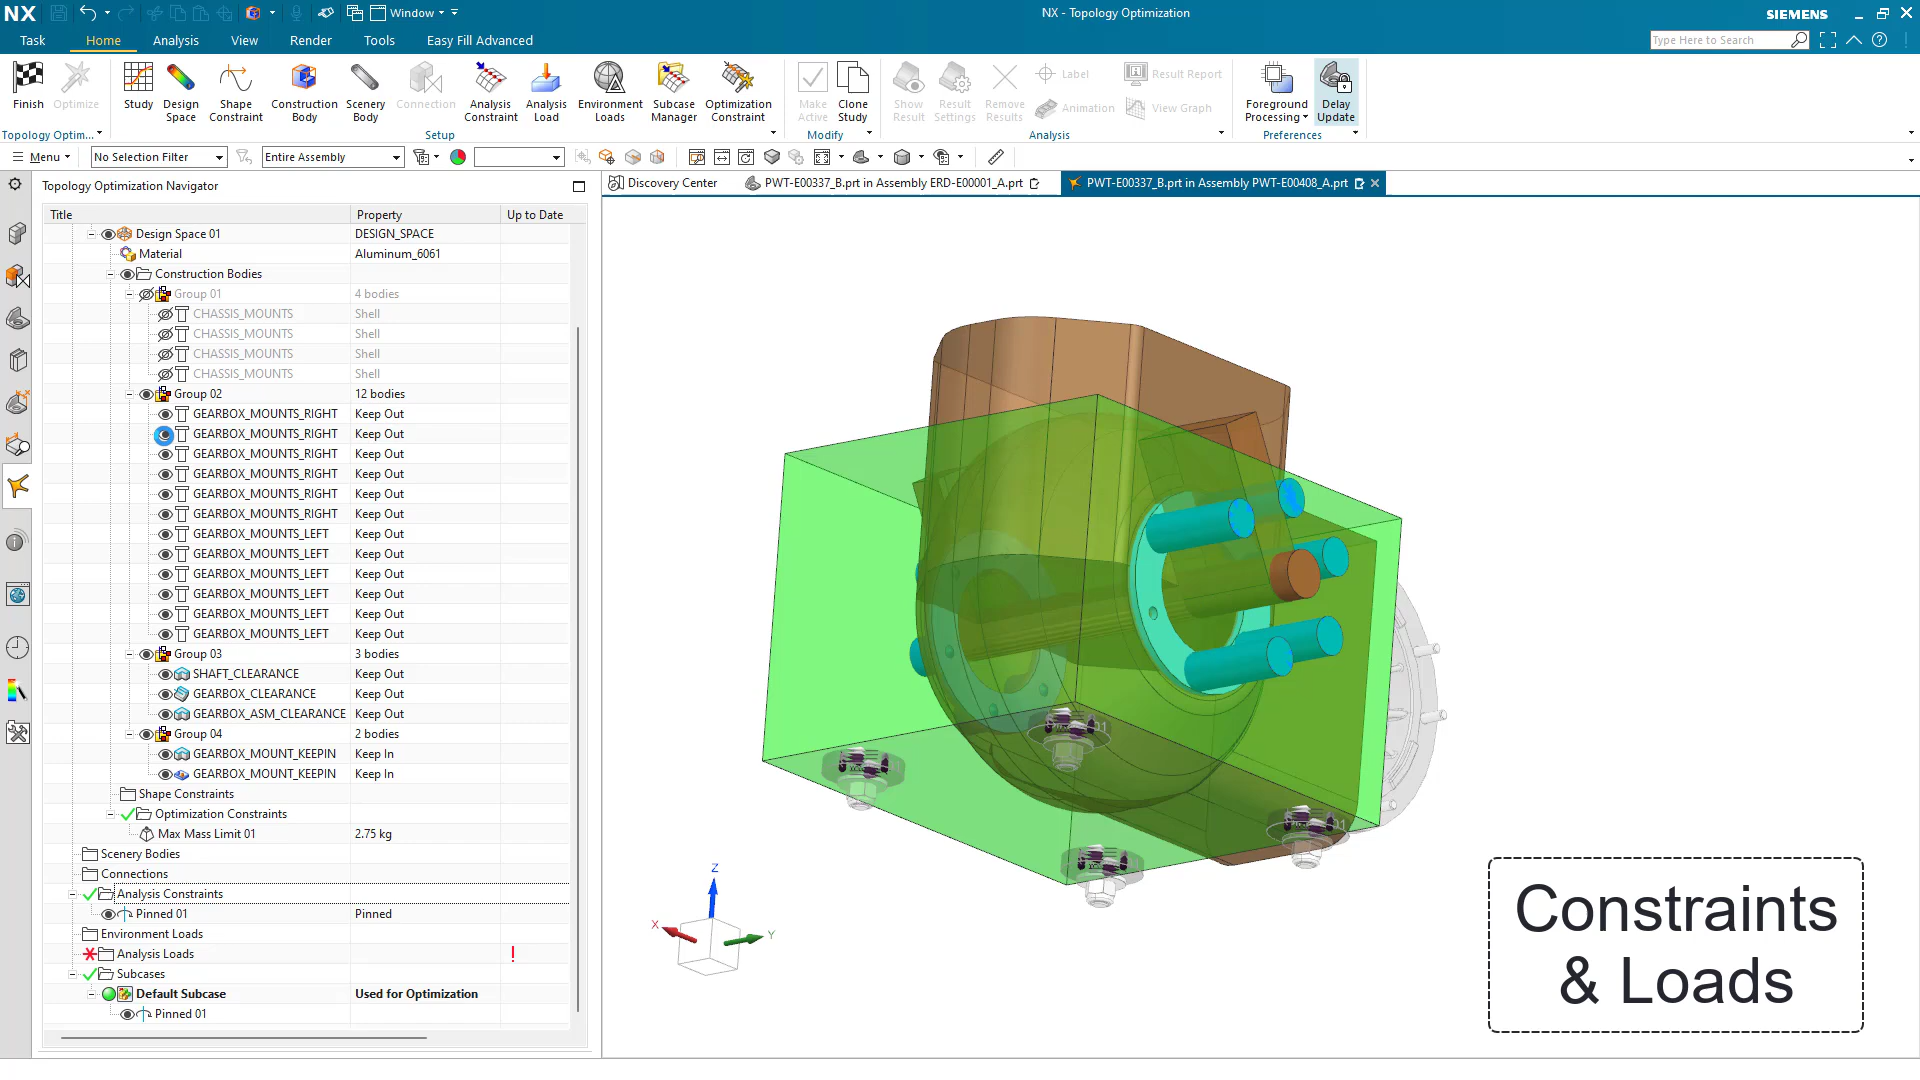 NX
Window
NX - Topology Optimization
SIEMENS
Task
Home
Analysis
View
Render
Tools
Easy Fill Advanced
Type Here to Search
Finish
Optimize
Study
Design
Space
Shape
Constraint
Construction
Body
Scenery
Body
Connection
Analysis
Constraint
Analysis
Load
Environment
Loads
Subcase
Manager
Optimization
Constraint
Make
Active
Clone
Study
Show
Result
Result
Settings
Remove
Results
Label
Animation
Result Report
View Graph
Foreground
Processing
Delay
Update
Topology Optim...
Setup
Modify
Analysis
Preferences
Menu
No Selection Filter
Entire Assembly
Topology Optimization Navigator
Discovery Center
PWT-E00337_B.prt in Assembly ERD-E00001_A.prt
PWT-E00337_B.prt in Assembly PWT-E00408_A.prt
Title Property Up to Date
Design Space 01 DESIGN_SPACE
Material Aluminum_6061
Construction Bodies
Group 01 4 bodies
CHASSIS_MOUNTS Shell
CHASSIS_MOUNTS Shell
CHASSIS_MOUNTS Shell
CHASSIS_MOUNTS Shell
Group 02 12 bodies
GEARBOX_MOUNTS_RIGHT Keep Out
GEARBOX_MOUNTS_RIGHT Keep Out
GEARBOX_MOUNTS_RIGHT Keep Out
GEARBOX_MOUNTS_RIGHT Keep Out
GEARBOX_MOUNTS_RIGHT Keep Out
GEARBOX_MOUNTS_RIGHT Keep Out
GEARBOX_MOUNTS_LEFT Keep Out
GEARBOX_MOUNTS_LEFT Keep Out
GEARBOX_MOUNTS_LEFT Keep Out
GEARBOX_MOUNTS_LEFT Keep Out
GEARBOX_MOUNTS_LEFT Keep Out
GEARBOX_MOUNTS_LEFT Keep Out
Group 03 3 bodies
SHAFT_CLEARANCE Keep Out
GEARBOX_CLEARANCE Keep Out
GEARBOX_ASM_CLEARANCE Keep Out
Group 04 2 bodies
GEARBOX_MOUNT_KEEPIN Keep In
GEARBOX_MOUNT_KEEPIN Keep In
Shape Constraints
Optimization Constraints
Max Mass Limit 01 2.75 kg
Scenery Bodies
Connections
Analysis Constraints
Pinned 01 Pinned
Environment Loads
Analysis Loads !
Subcases
Default Subcase Used for Optimization
Pinned 01
Z
X
Y
Constraints
& Loads